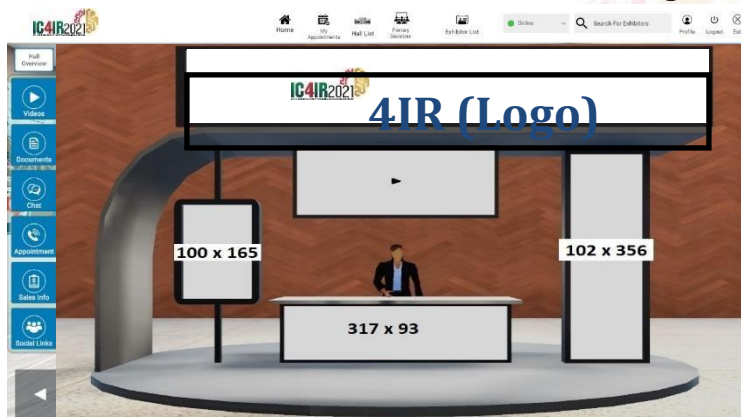 IC4IR2021
Home
My
Appointments
Hall List
Plenary
Sessions
Exhibitor List
Online
Search For Exhibitors
Profile
Logout
Exit
Hall
Overview
Videos
Documents
Chat
Appointment
Sales Info
Social Links
IC4IR2021
4IR (Logo)
100 x 165
102 x 356
317 x 93